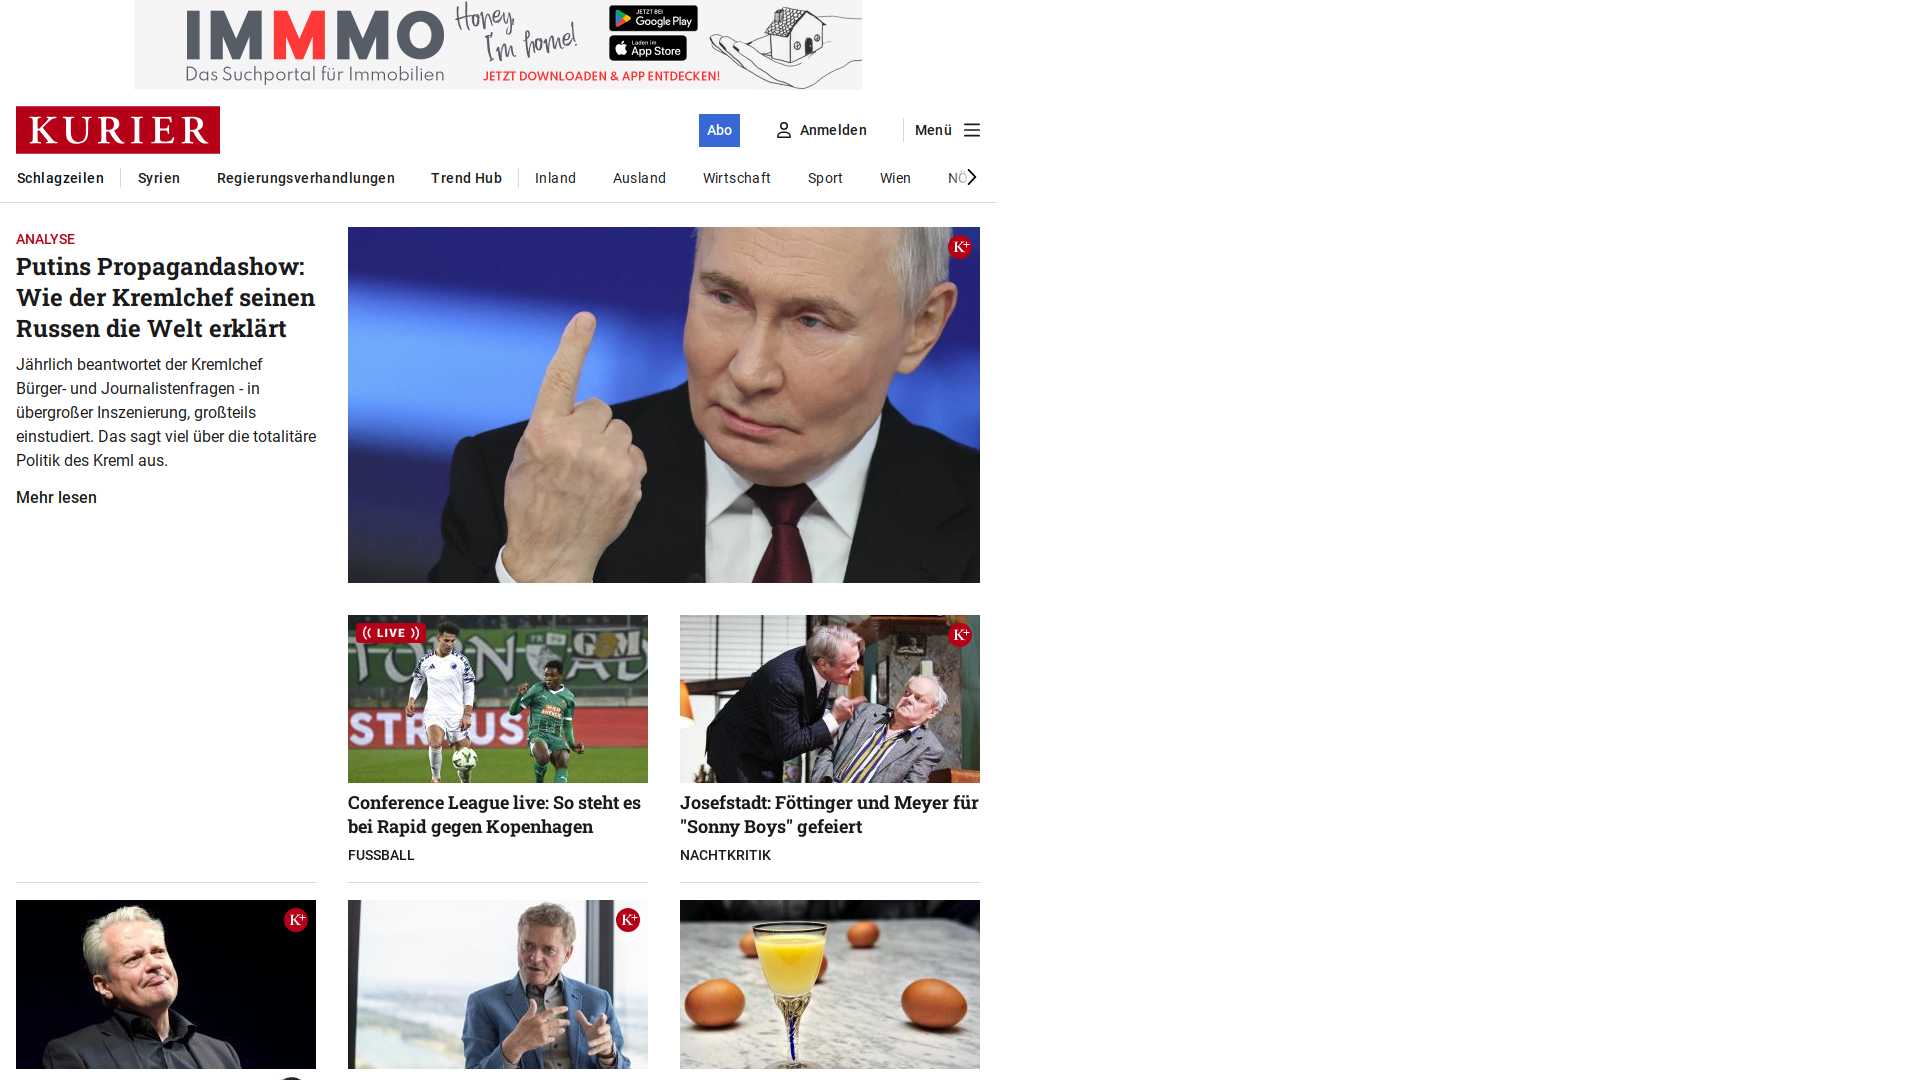 IMMMO
Das Suchportal für Immobilien
Honey,
I'm home!
JETZT BEI
Google Play
Laden im
App Store
JETZT DOWNLOADEN & APP ENTDECKEN!
KURIER
Abo
Anmelden
Menü
Schlagzeilen
Syrien
Regierungsverhandlungen
Trend Hub
Inland
Ausland
Wirtschaft
Sport
Wien
NÖ
ANALYSE
Putins Propagandashow:
Wie der Kremlchef seinen
Russen die Welt erklärt
Jährlich beantwortet der Kremlchef
Bürger- und Journalistenfragen - in
übergroßer Inszenierung, großteils
einstudiert. Das sagt viel über die totalitäre
Politik des Kreml aus.
Mehr lesen
K+
LIVE
STR
US
K+
Conference League live: So steht es
bei Rapid gegen Kopenhagen
FUSSBALL
Josefstadt: Föttinger und Meyer für
"Sonny Boys" gefeiert
NACHTKRITIK
K+
K+